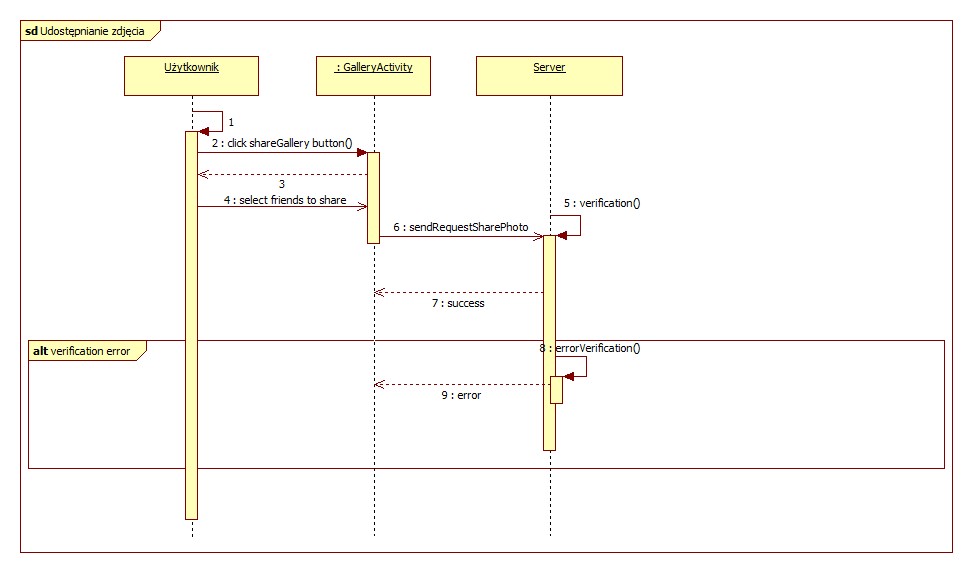 sd Udostępnianie zdjęcia
Użytkownik
: GalleryActivity
Server
1
2 : click shareGallery button()
3
4 : select friends to share
5 : verification()
6 : sendRequestSharePhoto
7 : success
alt verification error
8 : errorVerification()
9 : error